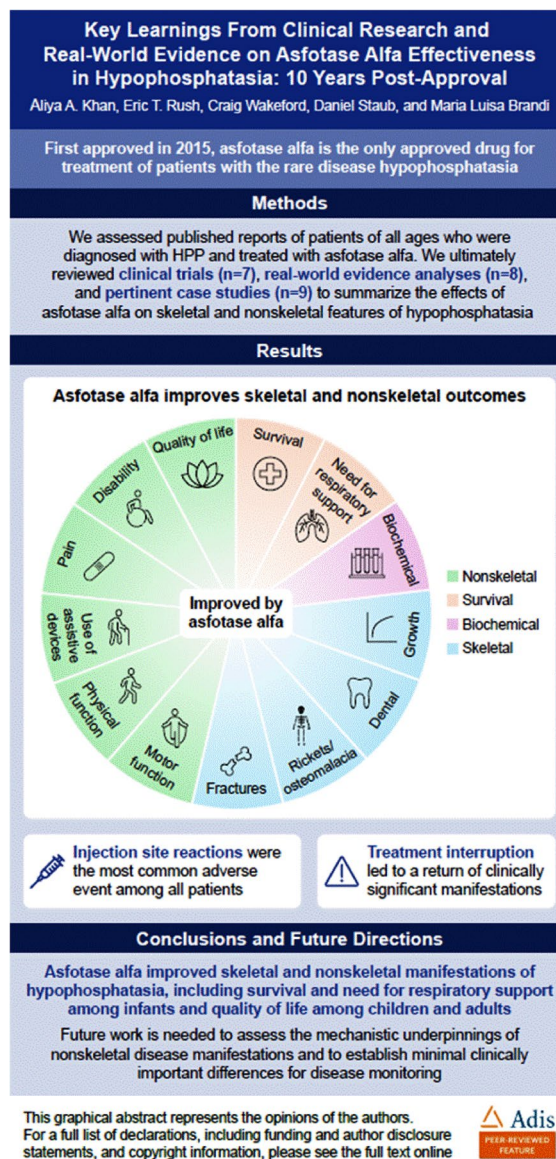 Key Learnings From Clinical Research and
Real-World Evidence on Asfotase Alfa Effectiveness
in Hypophosphatasia: 10 Years Post-Approval
Aliya A. Khan, Eric T. Rush, Craig Wakeford, Daniel Staub, and Maria Luisa Brandi
First approved in 2015, asfotase alfa is the only approved drug for
treatment of patients with the rare disease hypophosphatasia
Methods
We assessed published reports of patients of all ages who were
diagnosed with HPP and treated with asfotase alfa. We ultimately
reviewed clinical trials (n=7), real-world evidence analyses (n=8),
and pertinent case studies (n=9) to summarize the effects of
asfotase alfa on skeletal and nonskeletal features of hypophosphatasia
Results
Asfotase alfa improves skeletal and nonskeletal outcomes
Survival
Need for
respiratory
support
Biochemical
Growth
Dental
Rickets/
osteomalacia
Fractures
Motor
function
Physical
function
Use of
assistive
devices
Pain
Disability
Quality of life
Improved by
asfotase alfa
Nonskeletal
Survival
Biochemical
Skeletal
Injection site reactions were
the most common adverse
event among all patients
Treatment interruption
led to a return of clinically
significant manifestations
Conclusions and Future Directions
Asfotase alfa improved skeletal and nonskeletal manifestations of
hypophosphatasia, including survival and need for respiratory support
among infants and quality of life among children and adults
Future work is needed to assess the mechanistic underpinnings of
nonskeletal disease manifestations and to establish minimal clinically
important differences for disease monitoring
This graphical abstract represents the opinions of the authors.
For a full list of declarations, including funding and author disclosure
statements, and copyright information, please see the full text online
Adis
PEER-REVIEWED
FEATURE